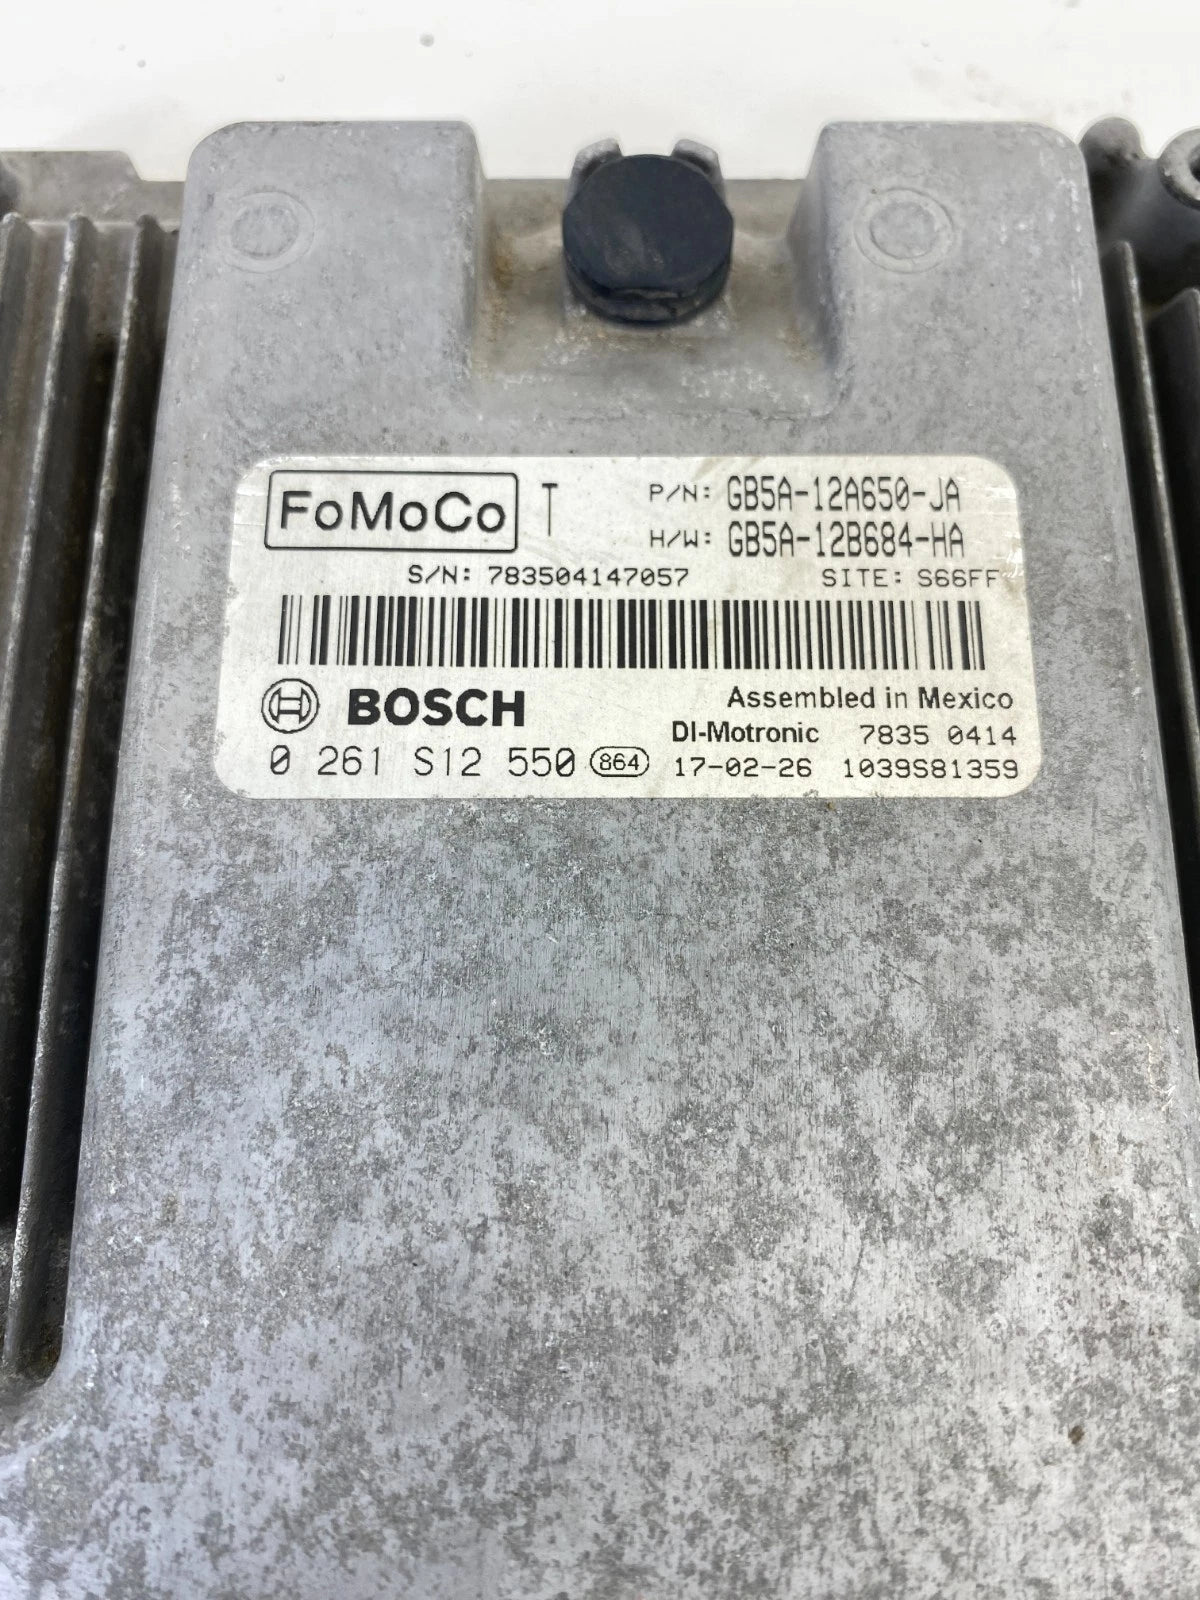 FoMoCo T P/N: GB5A-12A650-JA
H/W: GB5A-12B684-HA
S/N: 783504147057 SITE: S66FF
BOSCH Assembled in Mexico
DI-Motronic 7835 0414
0 261 S12 550 864 17-02-26 1039S81359